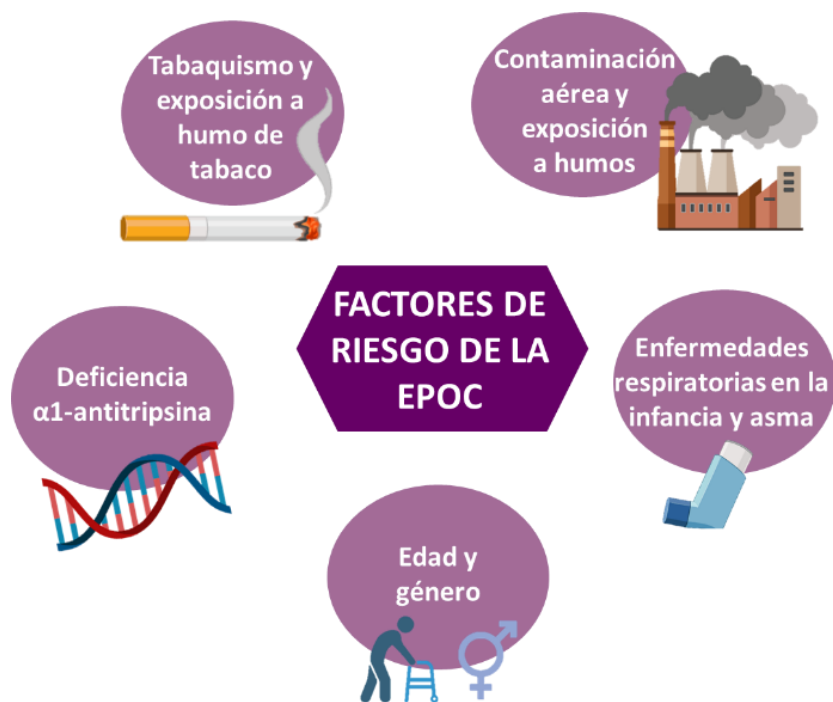 Tabaquismo y
exposición a
humo de
tabaco
Contaminación
aérea y
exposición
a humos
FACTORES DE
RIESGO DE LA
EPOC
Deficiencia
α1-antitripsina
Enfermedades
respiratorias en la
infancia y asma
Edad y
género